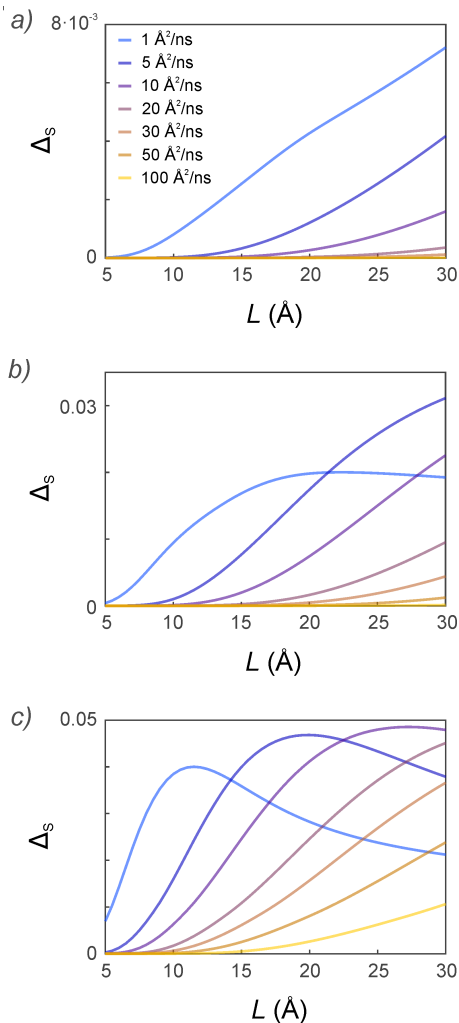 a)
8·10⁻³
Δs
0
1 Å²/ns
5 Å²/ns
10 Å²/ns
20 Å²/ns
30 Å²/ns
50 Å²/ns
100 Å²/ns
5 10 15 20 25 30
L (Å)
b)
0.03
Δs
0
5 10 15 20 25 30
L (Å)
c)
0.05
Δs
0
5 10 15 20 25 30
L (Å)